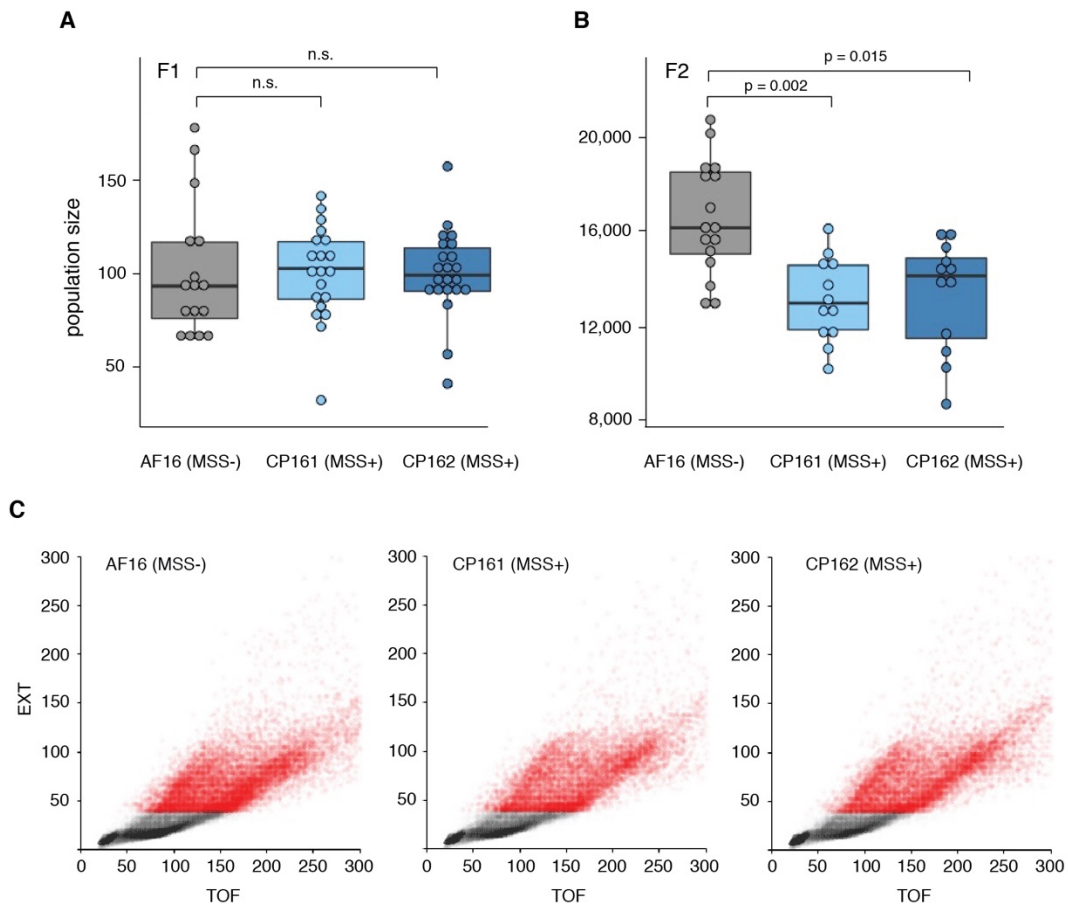 A
B
F1
n.s.
n.s.
population size
150
100
50
AF16 (MSS-) CP161 (MSS+) CP162 (MSS+)
F2
p = 0.015
p = 0.002
20,000
16,000
12,000
8,000
AF16 (MSS-) CP161 (MSS+) CP162 (MSS+)
C
AF16 (MSS-)
EXT
300
250
200
150
100
50
0 50 100 150 200 250 300
TOF
CP161 (MSS+)
300
250
200
150
100
50
0 50 100 150 200 250 300
TOF
CP162 (MSS+)
300
250
200
150
100
50
0 50 100 150 200 250 300
TOF